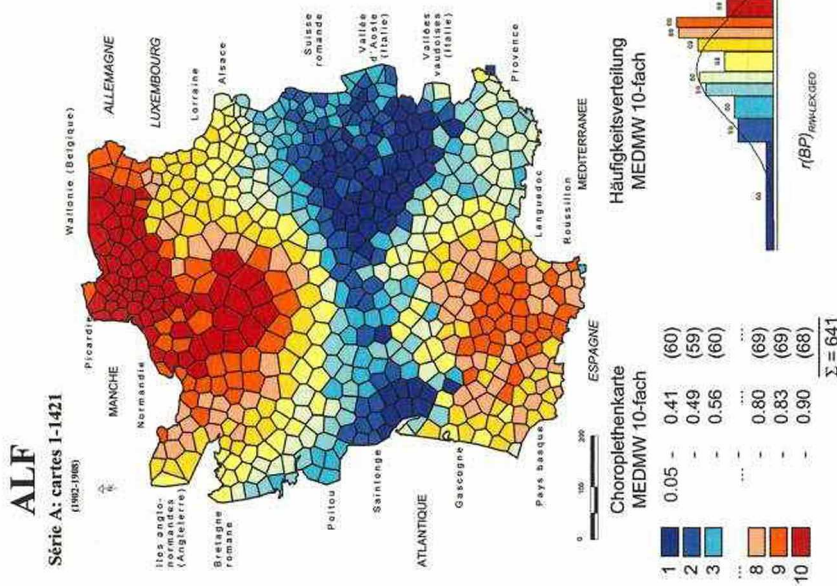 ALF
Série A: cartes 1-1421
(1902-1908)
Wallonie (Belgique)
ALLEMAGNE
LUXEMBOURG
Lorraine
Alsace
Suisse
romande
Vallée
d'Aoste
(Italie)
Vallées
vaudoises
(Italie)
Provence
MEDITERRANEE
Languedoc
Roussillon
Picardie
MANCHE
Normandie
Iles anglo-
normandes
(Angleterre)
Bretagne
romane
Poitou
Saintonge
ATLANTIQUE
Gascogne
Pays basque
ESPAGNE
0 100 200
Choroplethenkarte
MEDMW 10-fach
1 0.05 - 0.41 (60)
2 - 0.49 (59)
3 - 0.56 (60)
... ... - ... ...
8 - 0.80 (69)
9 - 0.83 (69)
10 - 0.90 (68)
Σ = 641
Häufigkeitsverteilung
MEDMW 10-fach
r(BP)RIW-LEX.GEO